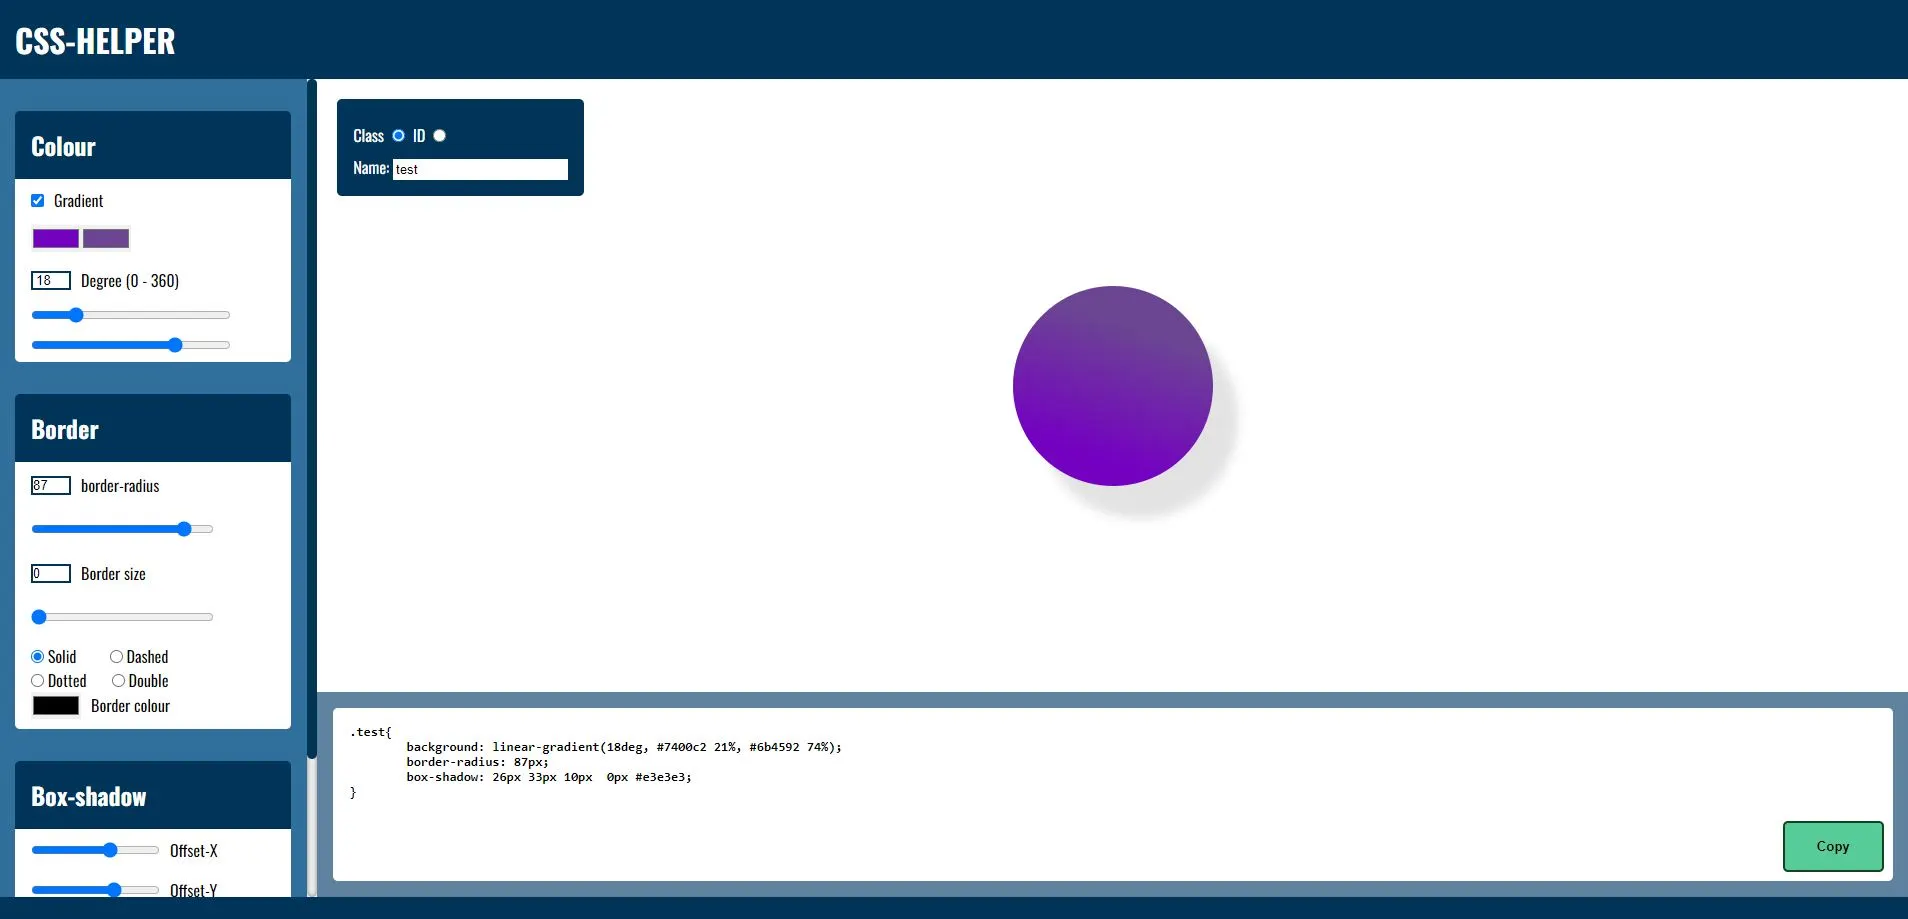 CSS-HELPER
Colour
Gradient
18 Degree (0 - 360)
Border
87 border-radius
0 Border size
Solid Dashed
Dotted Double
Border colour
Box-shadow
Offset-X
Offset-Y
Class ID
Name: test
.test{
background: linear-gradient(18deg, #7400c2 21%, #6b4592 74%);
border-radius: 87px;
box-shadow: 26px 33px 10px  0px #e3e3e3;
}
Copy